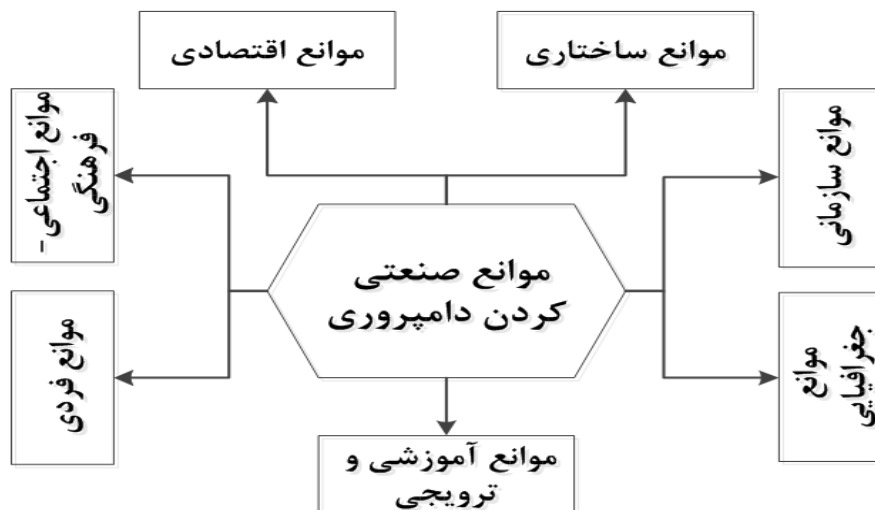 موانع ساختاری
موانع اقتصادی
موانع سازمانی
موانع اجتماعی-
فرهنگی
موانع صنعتی
کردن دامپروری
موانع
جغرافیایی
موانع فردی
موانع آموزشی و
ترویجی